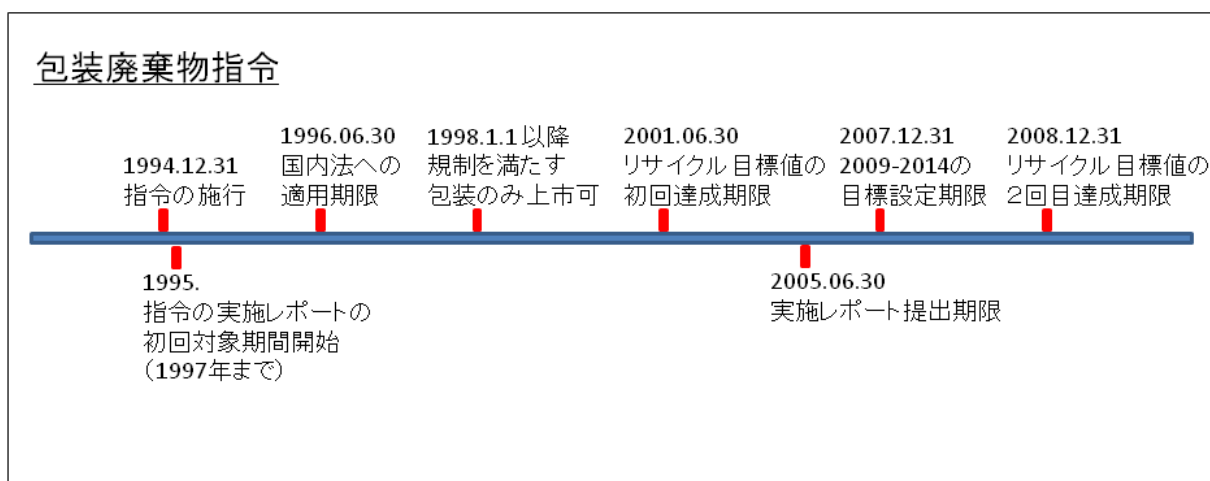 包装廃棄物指令
1994.12.31
指令の施行
1996.06.30
国内法への
適用期限
1998.1.1以降
規制を満たす
包装のみ上市可
2001.06.30
リサイクル目標値の
初回達成期限
2007.12.31
2009-2014の
目標設定期限
2008.12.31
リサイクル目標値の
2回目達成期限
1995.
指令の実施レポートの
初回対象期間開始
(1997年まで)
2005.06.30
実施レポート提出期限